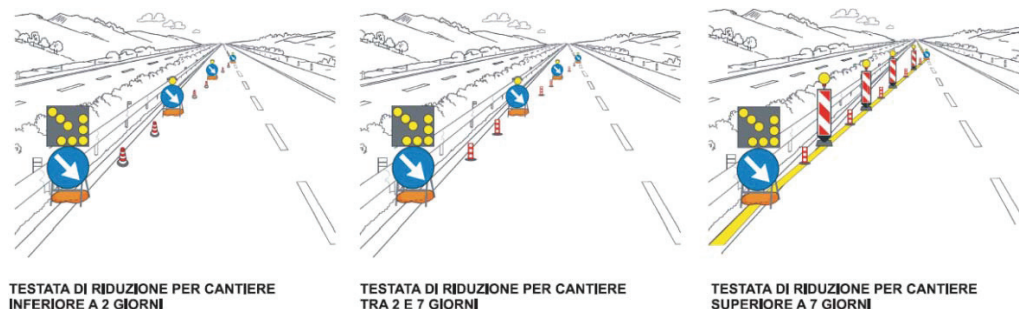 TESTATA DI RIDUZIONE PER CANTIERE
INFERIORE A 2 GIORNI
TESTATA DI RIDUZIONE PER CANTIERE
TRA 2 E 7 GIORNI
TESTATA DI RIDUZIONE PER CANTIERE
SUPERIORE A 7 GIORNI